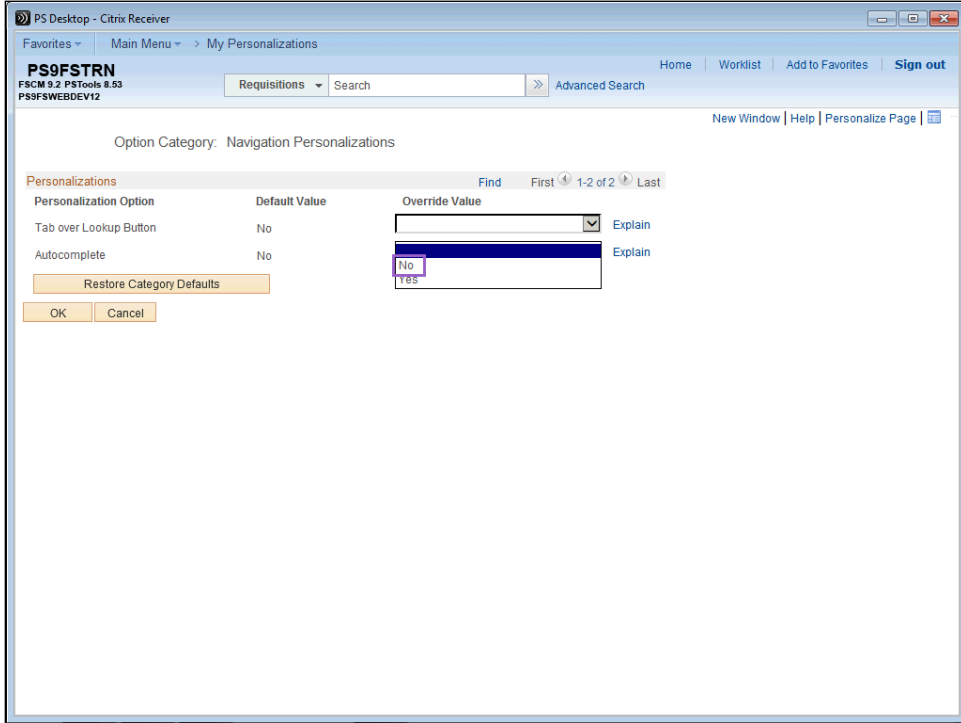 PS Desktop - Citrix Receiver
Favorites Main Menu > My Personalizations
PS9FSTRN
FSCM 9.2 PSTools 8.53
PS9FSWEBDEV12
Home Worklist Add to Favorites Sign out
Requisitions Search Advanced Search
New Window | Help | Personalize Page |
Option Category: Navigation Personalizations
Personalizations Find First 1-2 of 2 Last
Personalization Option Default Value Override Value
Tab over Lookup Button No Explain
Autocomplete No Explain
No
Yes
Restore Category Defaults
OK Cancel